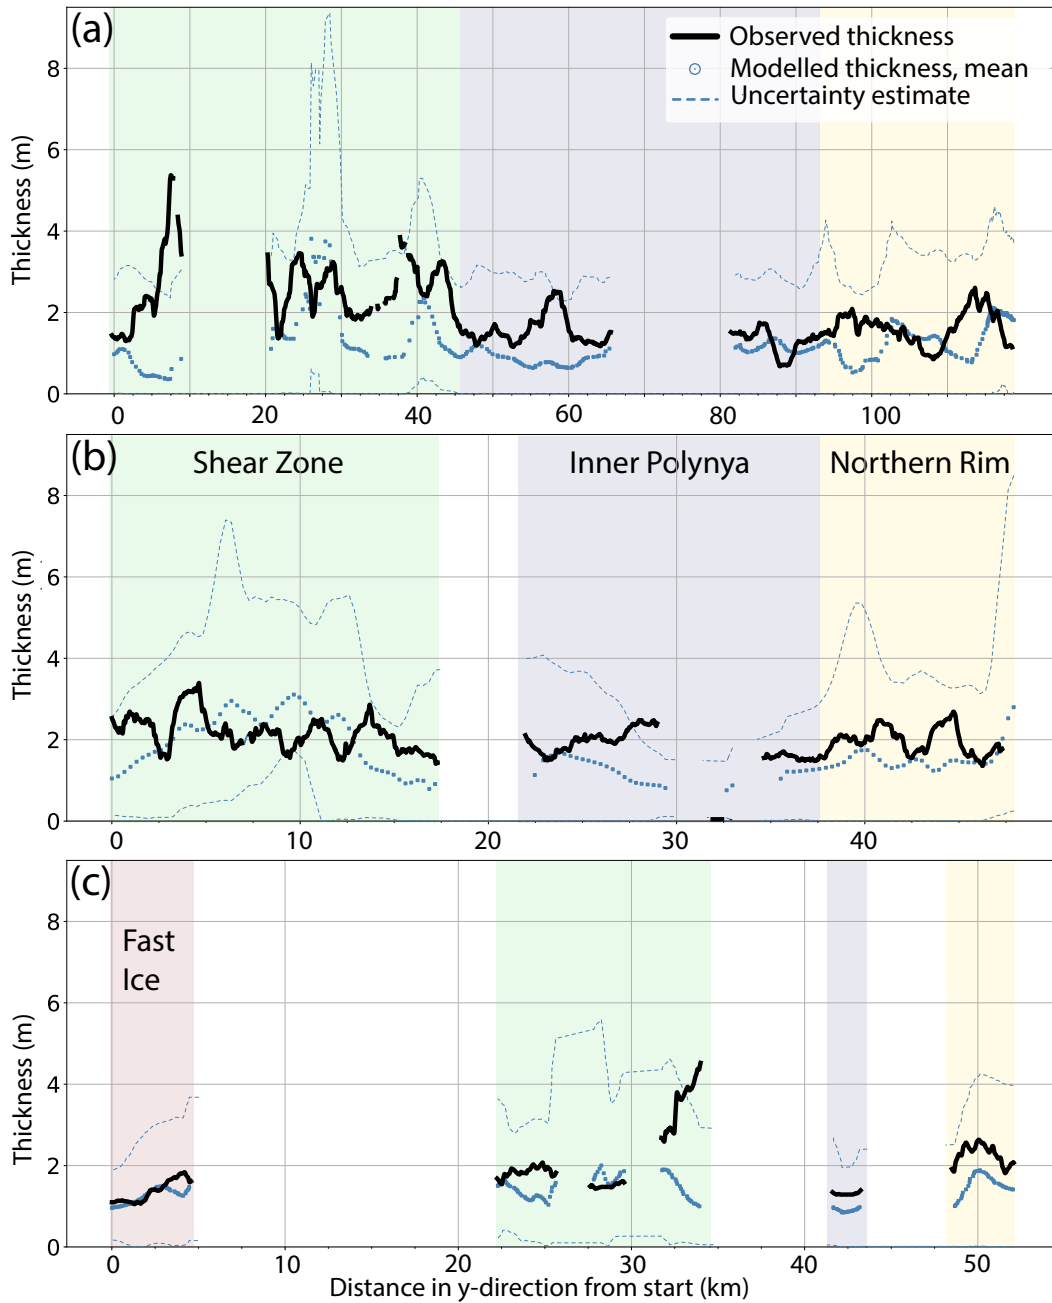 (a)
Observed thickness
Modelled thickness, mean
Uncertainty estimate
Thickness (m)
8
6
4
2
0
0 20 40 60 80 100
(b)
Shear Zone Inner Polynya Northern Rim
Thickness (m)
8
6
4
2
0
0 10 20 30 40
(c)
Fast
Ice
Thickness (m)
8
6
4
2
0
0 10 20 30 40 50
Distance in y-direction from start (km)